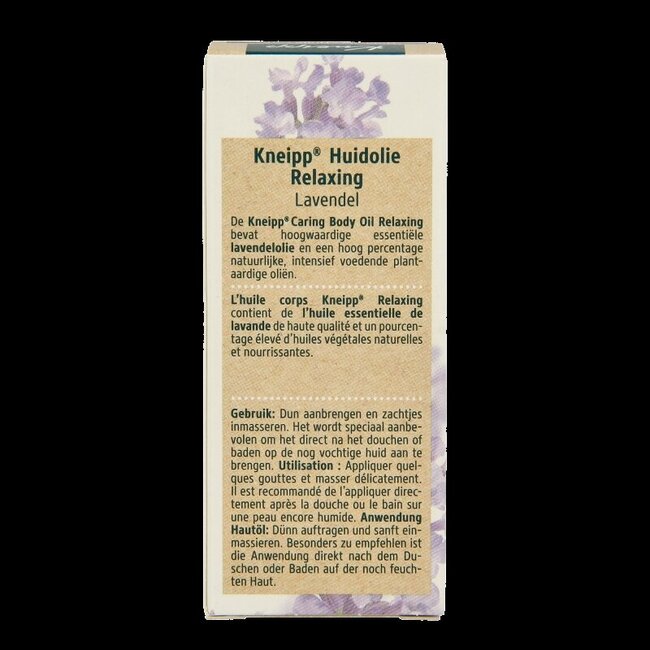 Kneipp
Kneipp® Huidolie
Relaxing
Lavendel
De Kneipp® Caring Body Oil Relaxing
bevat hoogwaardige essentiële
lavendelolie en een hoog percentage
natuurlijke, intensief voedende plant-
aardige oliën.
L'huile corps Kneipp® Relaxing
contient de l'huile essentielle de
lavande de haute qualité et un pourcen-
tage élevé d'huiles végétales naturelles
et nourrissantes.
Gebruik: Dun aanbrengen en zachtjes
inmasseren. Het wordt speciaal aanbe-
volen om het direct na het douchen of
baden op de nog vochtige huid aan te
brengen. Utilisation : Appliquer quel-
ques gouttes et masser délicatement.
Il est recommandé de l'appliquer direc-
tement après la douche ou le bain sur
une peau encore humide. Anwendung
Hautöl: Dünn auftragen und sanft ein-
massieren. Besonders zu empfehlen ist
die Anwendung direkt nach dem Du-
schen oder Baden auf der noch feuch-
ten Haut.